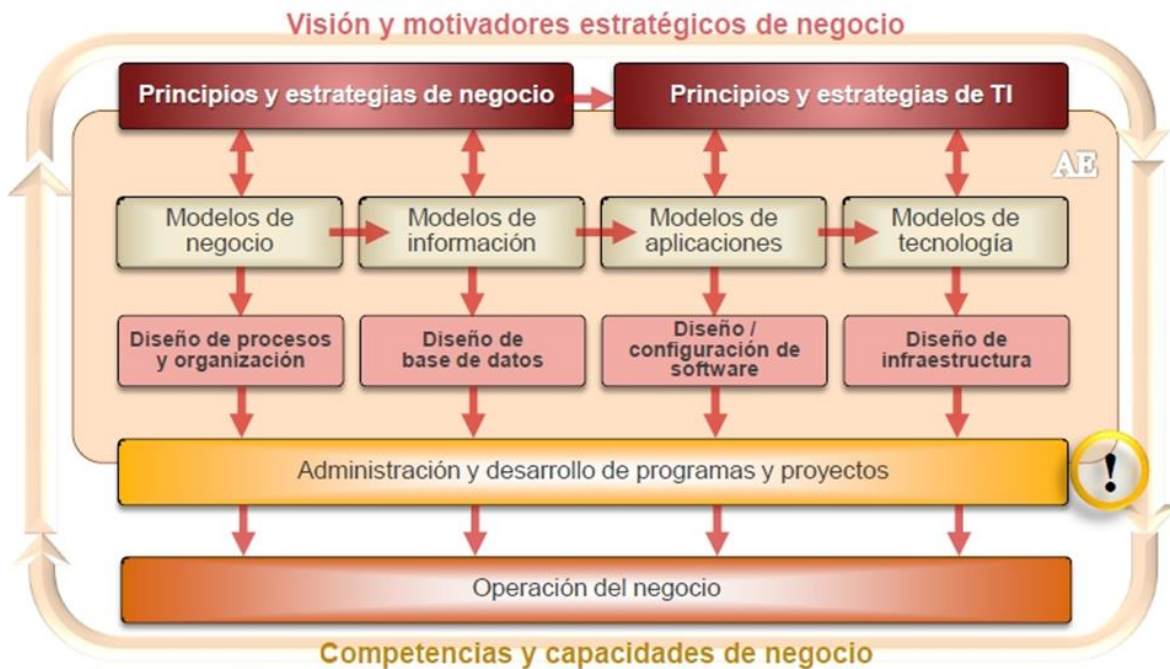 Visión y motivadores estratégicos de negocio
Principios y estrategias de negocio
Principios y estrategias de TI
AE
Modelos de
negocio
Modelos de
información
Modelos de
aplicaciones
Modelos de
tecnología
Diseño de procesos
y organización
Diseño de
base de datos
Diseño /
configuración de
software
Diseño de
infraestructura
Administración y desarrollo de programas y proyectos
!
Operación del negocio
Competencias y capacidades de negocio